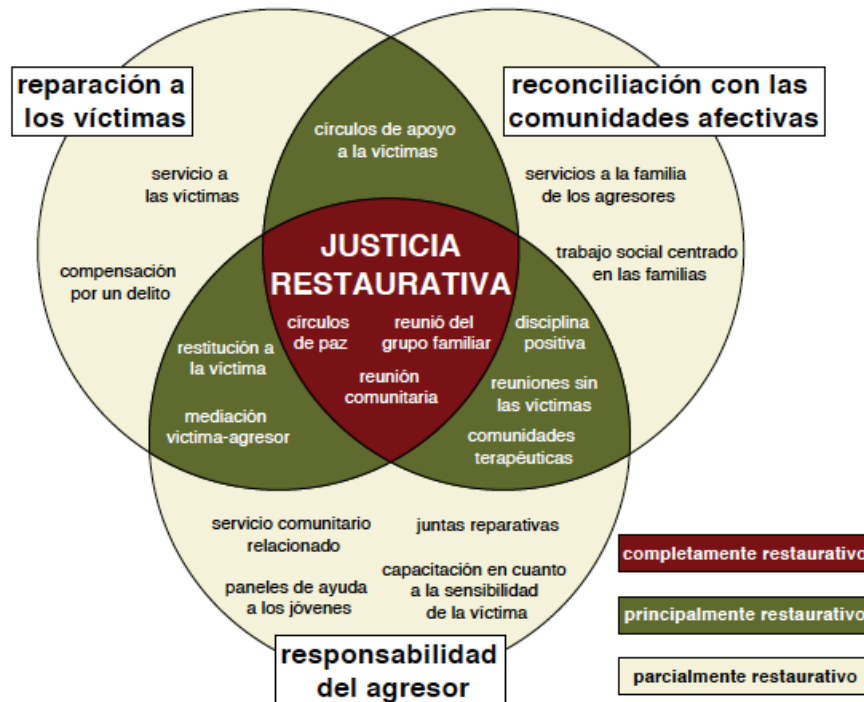 reparación a
los víctimas
reconciliación con las
comunidades afectivas
círculos de apoyo
a la víctimas
servicio a
las víctimas
servicios a la familia
de los agresores
compensación
por un delito
trabajo social centrado
en las familias
JUSTICIA
RESTAURATIVA
círculos
de paz
reunió del
grupo familiar
reunión
comunitaria
disciplina
positiva
restitución a
la víctima
reuniones sin
las víctimas
mediación
víctima-agresor
comunidades
terapéuticas
servicio comunitario
relacionado
juntas reparativas
paneles de ayuda
a los jóvenes
capacitación en cuanto
a la sensibilidad
de la víctima
responsabilidad
del agresor
completamente restaurativo
principalmente restaurativo
parcialmente restaurativo